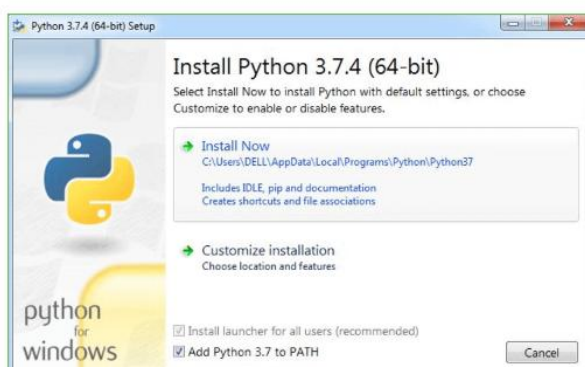 Python 3.7.4 (64-bit) Setup
Install Python 3.7.4 (64-bit)
Select Install Now to install Python with default settings, or choose
Customize to enable or disable features.
Install Now
C:\Users\DELL\AppData\Local\Programs\Python\Python37
Includes IDLE, pip and documentation
Creates shortcuts and file associations
Customize installation
Choose location and features
python
for
windows
Install launcher for all users (recommended)
Add Python 3.7 to PATH
Cancel